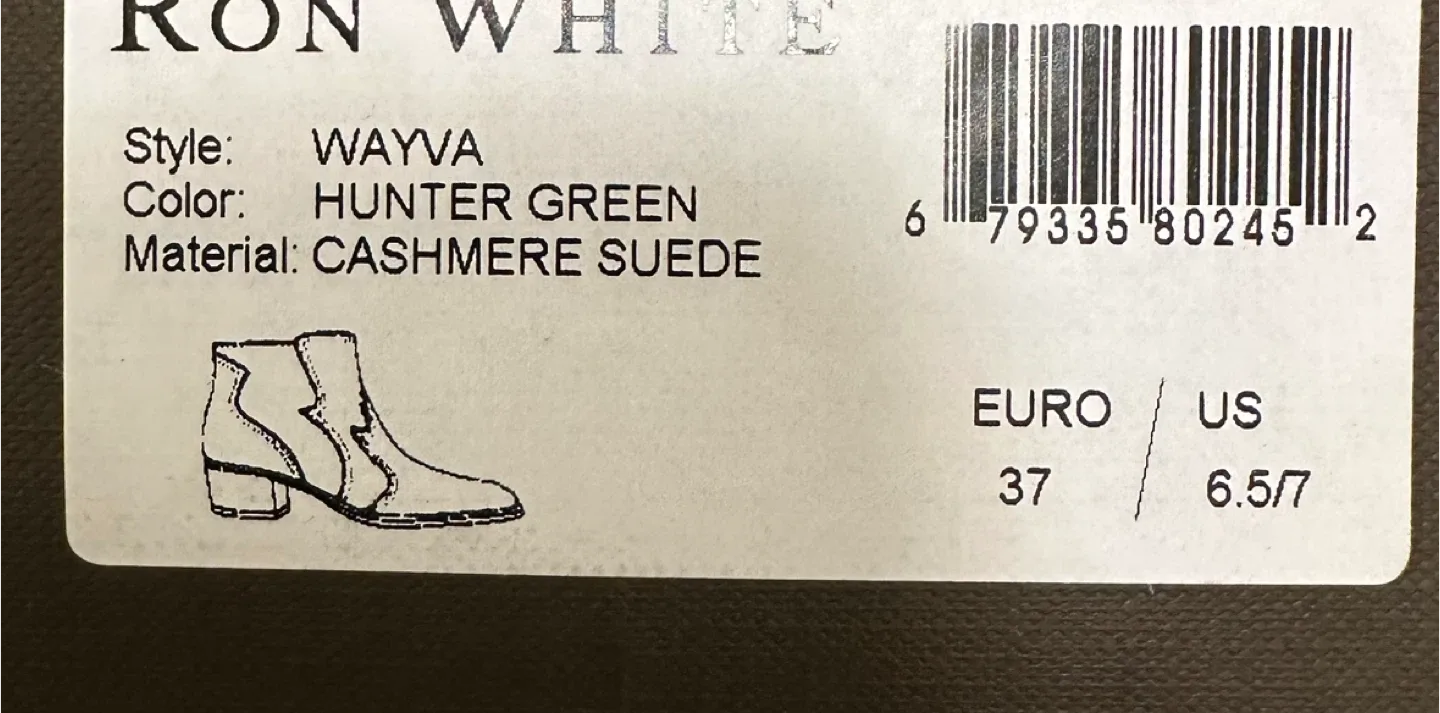 RON WHITE
Style: WAYVA
Color: HUNTER GREEN
Material: CASHMERE SUEDE
6 79335 80245 2
EURO / US
37 / 6.5/7